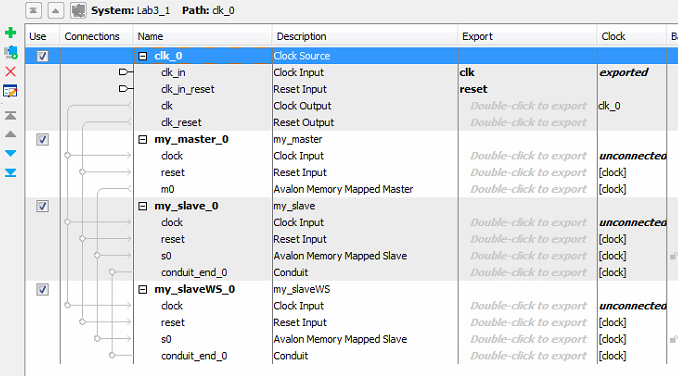 System: Lab3_1 Path: clk_0
Use Connections Name Description Export Clock Ba
clk_0 Clock Source
clk_in Clock Input clk exported
clk_in_reset Reset Input reset
clk Clock Output Double-click to export clk_0
clk_reset Reset Output Double-click to export
my_master_0 my_master
clock Clock Input Double-click to export unconnected
reset Reset Input Double-click to export [clock]
m0 Avalon Memory Mapped Master Double-click to export [clock]
my_slave_0 my_slave
clock Clock Input Double-click to export unconnected
reset Reset Input Double-click to export [clock]
s0 Avalon Memory Mapped Slave Double-click to export [clock]
conduit_end_0 Conduit Double-click to export [clock]
my_slaveWS_0 my_slaveWS
clock Clock Input Double-click to export unconnected
reset Reset Input Double-click to export [clock]
s0 Avalon Memory Mapped Slave Double-click to export [clock]
conduit_end_0 Conduit Double-click to export [clock]